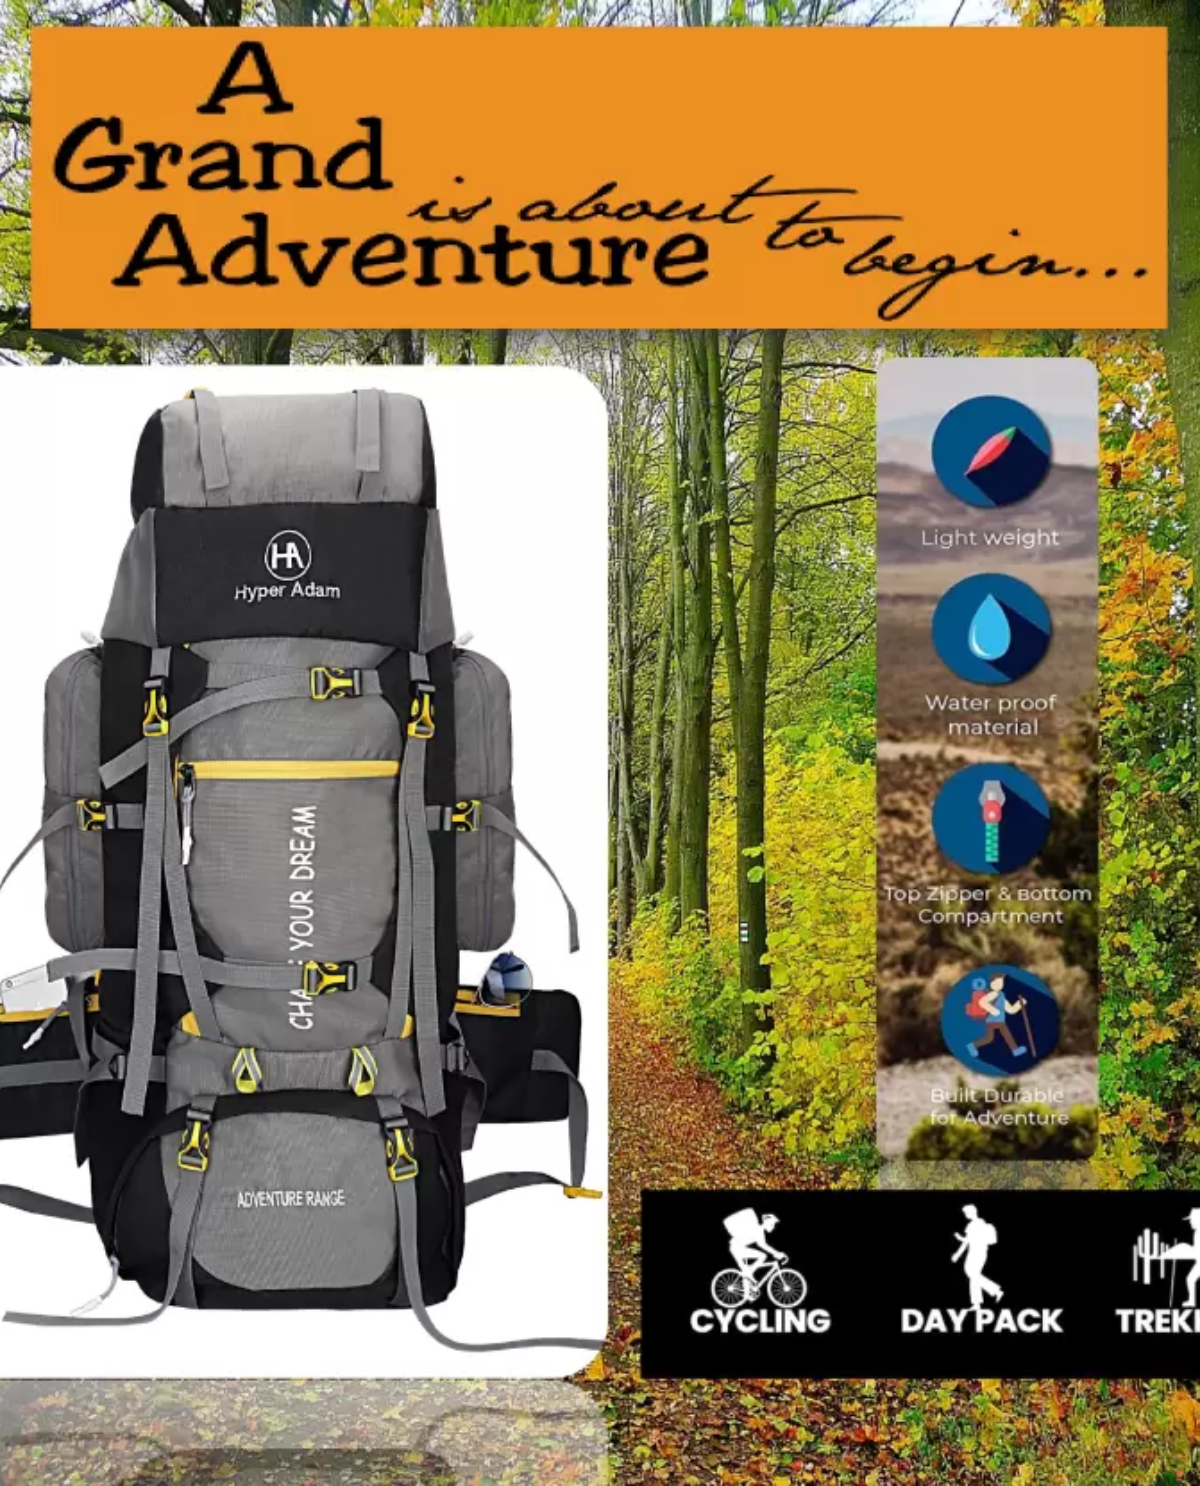 A
Grand
Adventure
is about to begin...
HA
Hyper Adam
YOUR DREAM
ADVENTURE RANGE
Light weight
Water proof
material
Top Zipper & Bottom
Compartment
Built Durable
for Adventure
CYCLING
DAY PACK